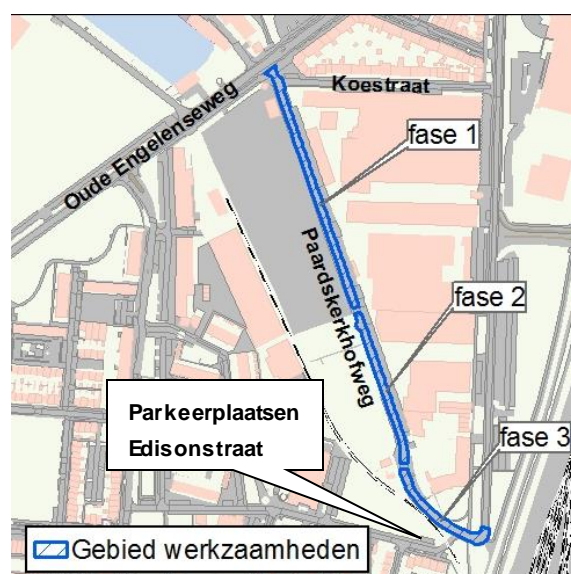 Koestraat
Oude Engelenseweg
fase 1
Paardskerkhofweg
fase 2
Parkeerplaatsen
Edisonstraat
fase 3
Gebied werkzaamheden